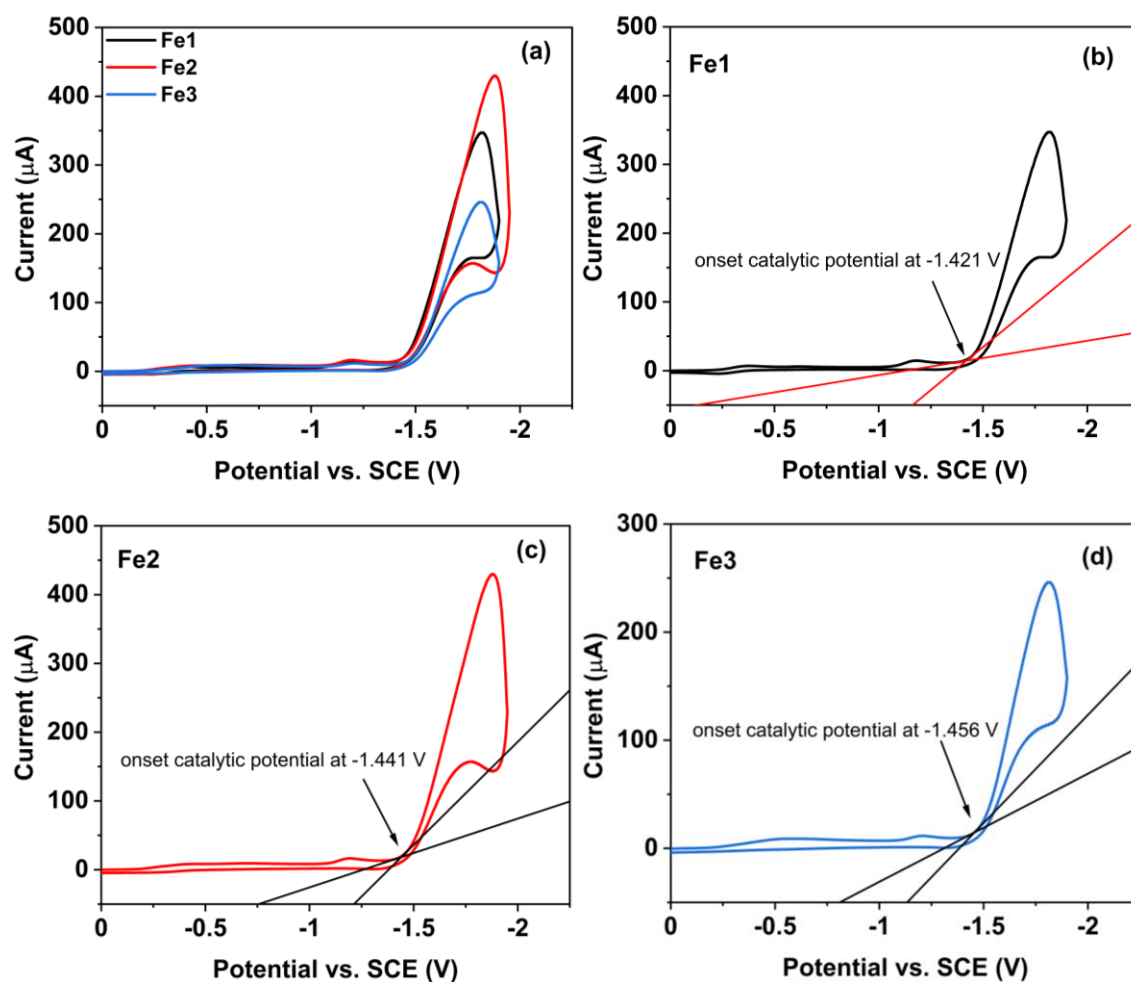 (a)
Fe1
Fe2
Fe3
500
400
300
200
100
0
Current (μA)
0
-0.5
-1
-1.5
-2
Potential vs. SCE (V)
(b)
Fe1
500
400
300
200
100
0
Current (μA)
onset catalytic potential at -1.421 V
0
-0.5
-1
-1.5
-2
Potential vs. SCE (V)
(c)
Fe2
500
400
300
200
100
0
Current (μA)
onset catalytic potential at -1.441 V
0
-0.5
-1
-1.5
-2
Potential vs. SCE (V)
(d)
Fe3
300
200
100
0
Current (μA)
onset catalytic potential at -1.456 V
0
-0.5
-1
-1.5
-2
Potential vs. SCE (V)